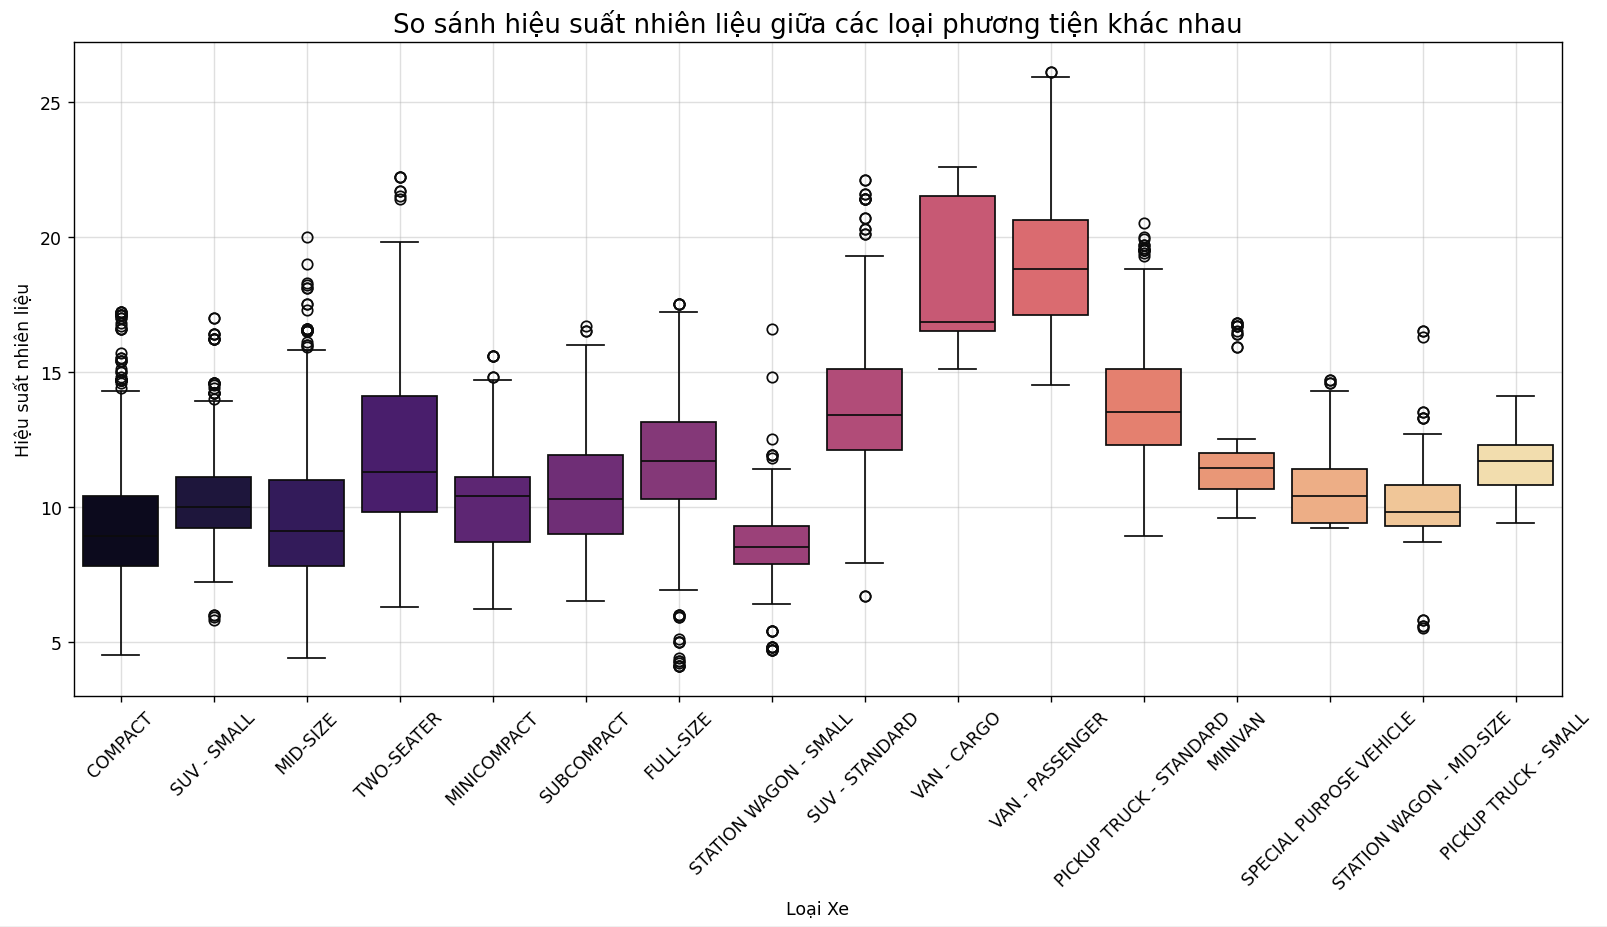 So sánh hiệu suất nhiên liệu giữa các loại phương tiện khác nhau
Hiệu suất nhiên liệu
25
20
15
10
5
COMPACT
SUV - SMALL
MID-SIZE
TWO-SEATER
MINICOMPACT
SUBCOMPACT
FULL-SIZE
STATION WAGON - SMALL
SUV - STANDARD
VAN - CARGO
VAN - PASSENGER
PICKUP TRUCK - STANDARD
MINIVAN
SPECIAL PURPOSE VEHICLE
STATION WAGON - MID-SIZE
PICKUP TRUCK - SMALL
Loại Xe